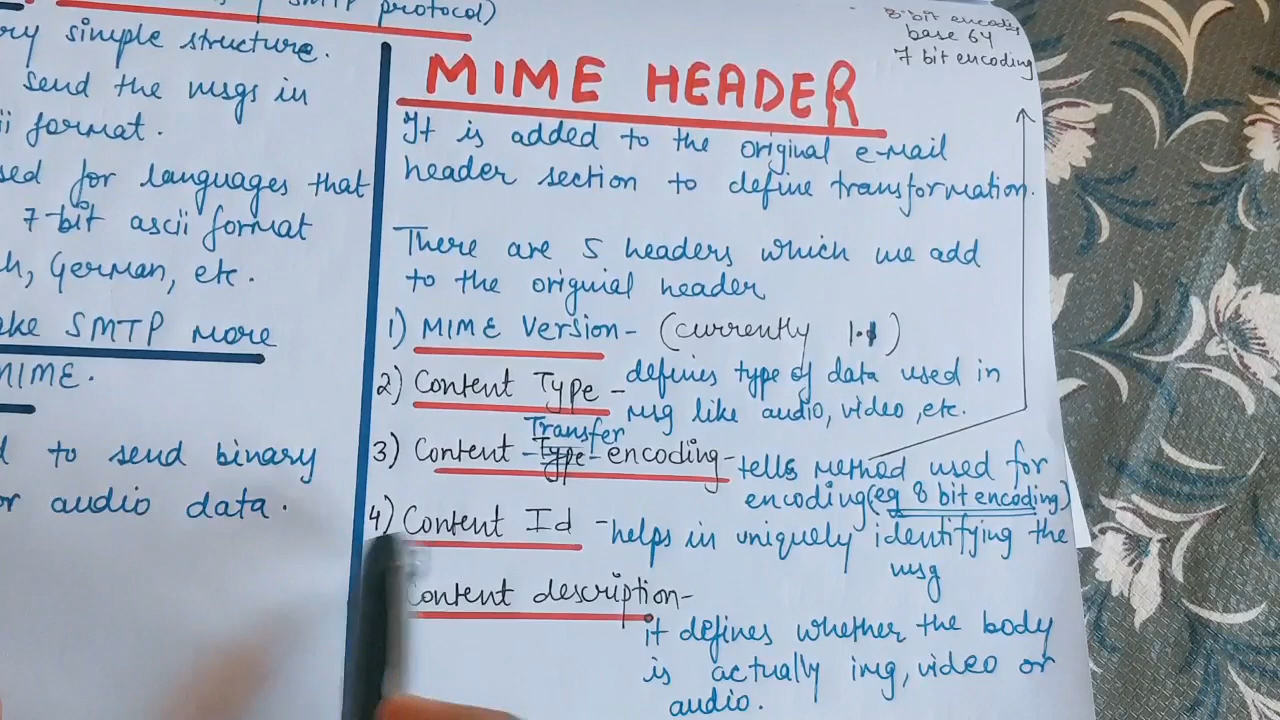 SMTP protocol)
simple structure.
send the msgs in
format.
for languages that
7-bit ascii format
German, etc.
SMTP more
MIME.
to send binary
or audio data.
8-bit encoding
base 64
7 bit encoding
MIME HEADER
It is added to the original e-mail
header section to define transformation.
There are 5 headers which we add
to the original header
1) MIME Version- (currently 1.1)
2) Content Type - defines type of data used in
msg like audio, video, etc.
Transfer
3) Content -Type- encoding- tells method used for
encoding (eg 8 bit encoding)
4) Content Id - helps in uniquely identifying the
msg
Content description-
it defines whether the body
is actually img, video or
audio.